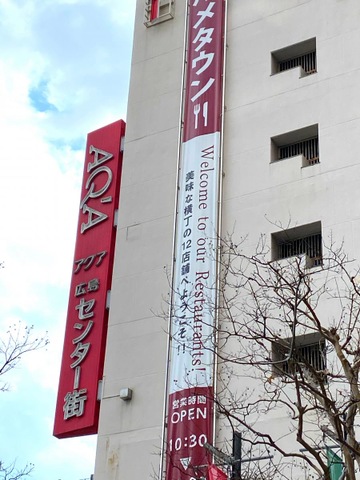 AQ'A
アクア
広島
センター街
メタウン
Welcome to our Restaurants!
美味な横丁の12店舗へようこそ!!
営業時間
OPEN
10:30